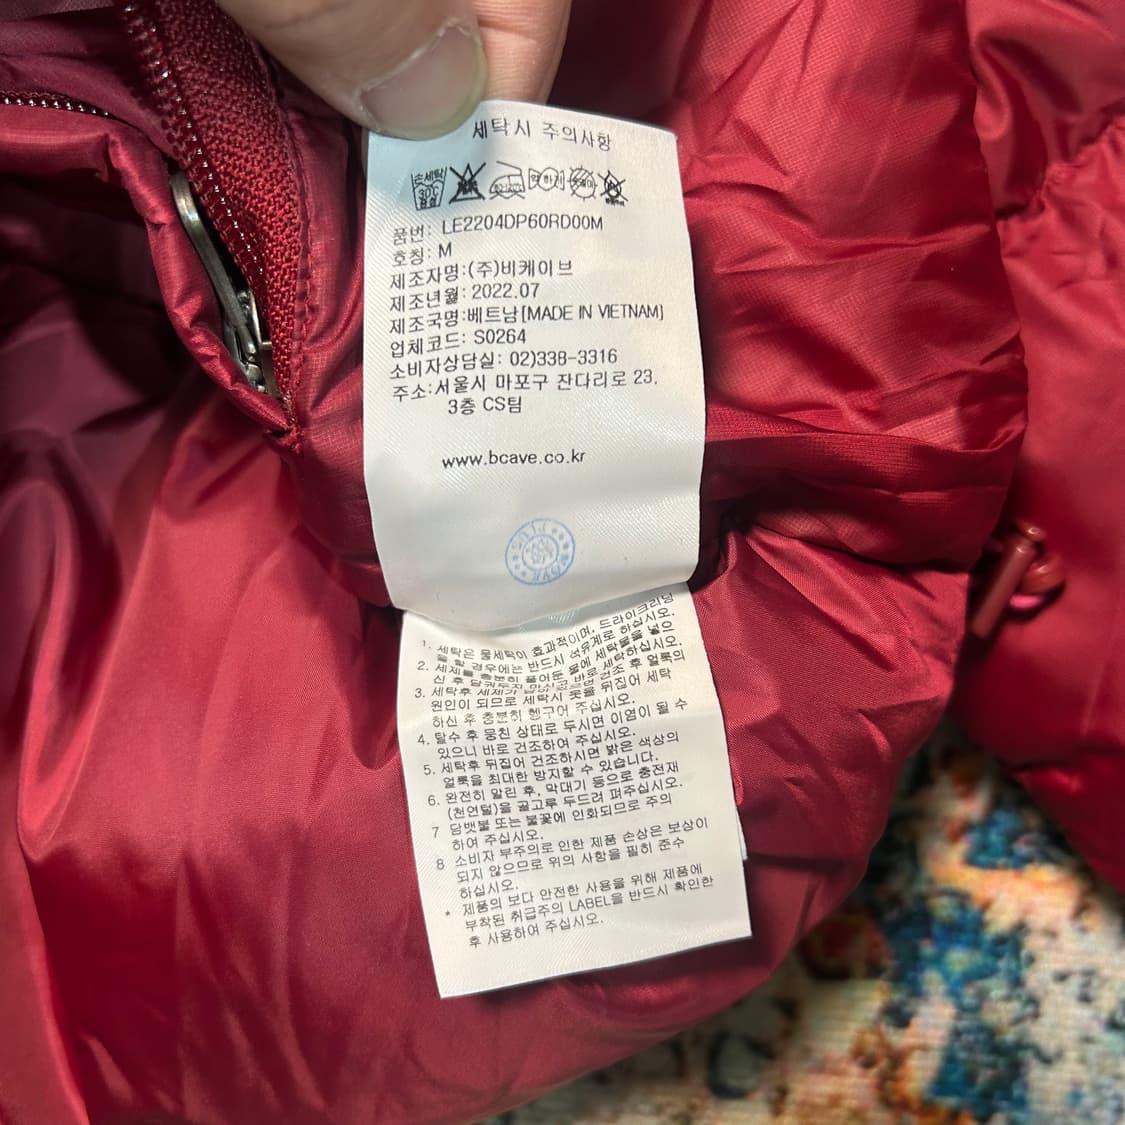 세탁시 주의사항
손세탁
30℃
중성
품번: LE2204DP60RD00M
호칭: M
제조자명:(주)비케이브
제조년월: 2022.07
제조국명:베트남[MADE IN VIETNAM]
업체코드: S0264
소비자상담실: 02)338-3316
주소:서울시 마포구 잔다리로 23.
3층 CS팀
www.bcave.co.kr
1. 세탁은 물세탁이 효과적이며, 드라이크리닝
을 할 경우에는 반드시 석유계로 하십시오.
2. 세제를 충분히 풀어둔 물에 세탁물을 넣으
신 후
3. 세탁후 세제가 바로 건조 후 얼룩의
원인이 되므로 세탁시 옷을 뒤집어 세탁
하신 후 충분히 헹구어 주십시오.
4. 탈수 후 뭉친 상태로 두시면 이염이 될 수
있으니 바로 건조하여 주십시오.
5. 세탁후 뒤집어 건조하시면 밝은 색상의
얼룩을 최대한 방지할 수 있습니다.
6. 완전히 말린 후, 막대기 등으로 충전재
(천연털)을 골고루 두드려 펴주십시오.
7 담뱃불 또는 불꽃에 인화되므로 주의
하여 주십시오.
8 소비자 부주의로 인한 제품 손상은 보상이
되지 않으므로 위의 사항을 필히 준수
하십시오.
* 제품의 보다 안전한 사용을 위해 제품에
부착된 취급주의 LABEL을 반드시 확인한
후 사용하여 주십시오.